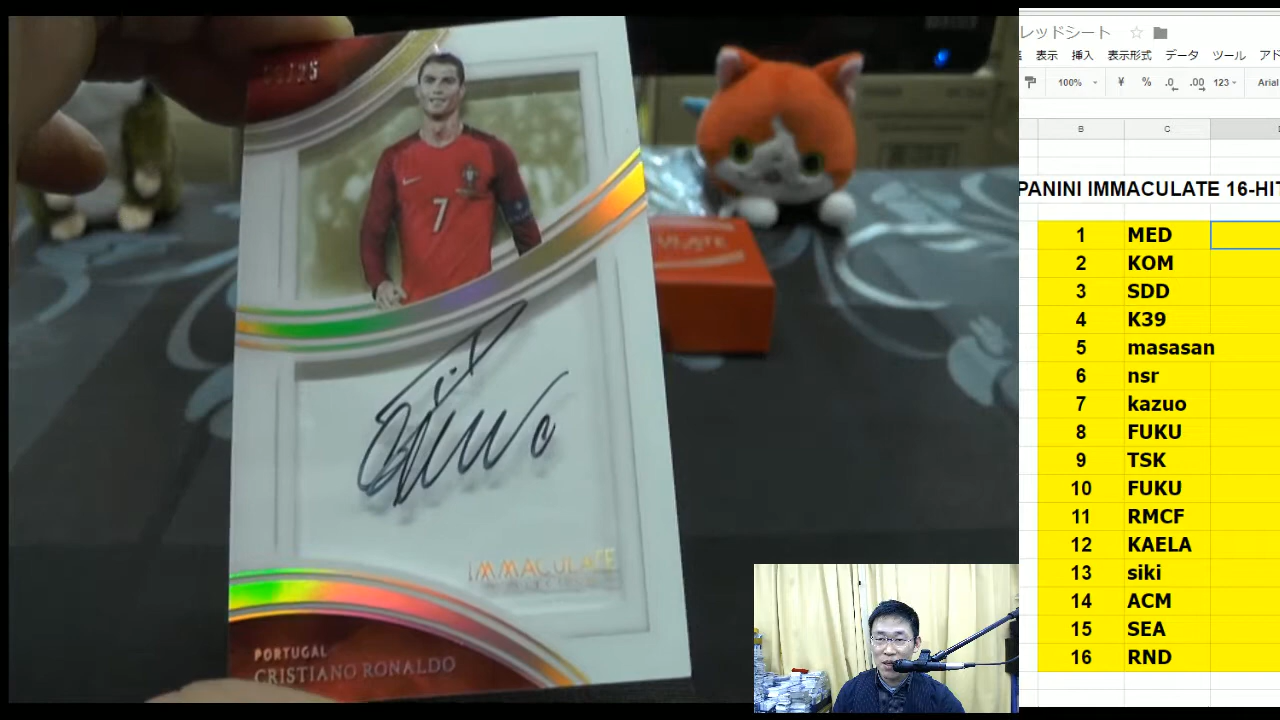 7
IMMACULATE
PORTUGAL
CRISTIANO RONALDO
レッドシート
表示 挿入 表示形式 データ ツール アド
100% ¥ % .0 .00 123 Arial
B C
PANINI IMMACULATE 16-HIT
1 MED
2 KOM
3 SDD
4 K39
5 masasan
6 nsr
7 kazuo
8 FUKU
9 TSK
10 FUKU
11 RMCF
12 KAELA
13 siki
14 ACM
15 SEA
16 RND